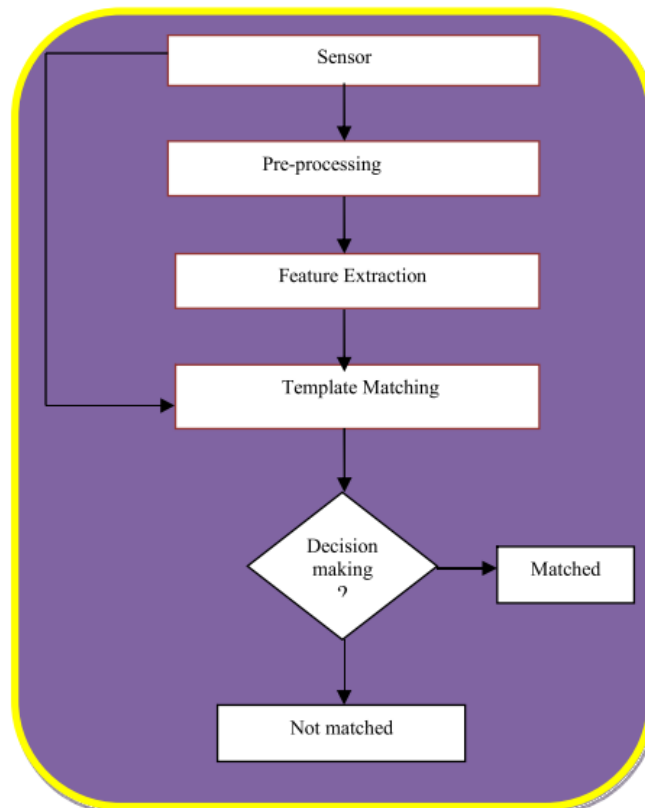 Sensor
Pre-processing
Feature Extraction
Template Matching
Decision
making
?
Matched
Not matched